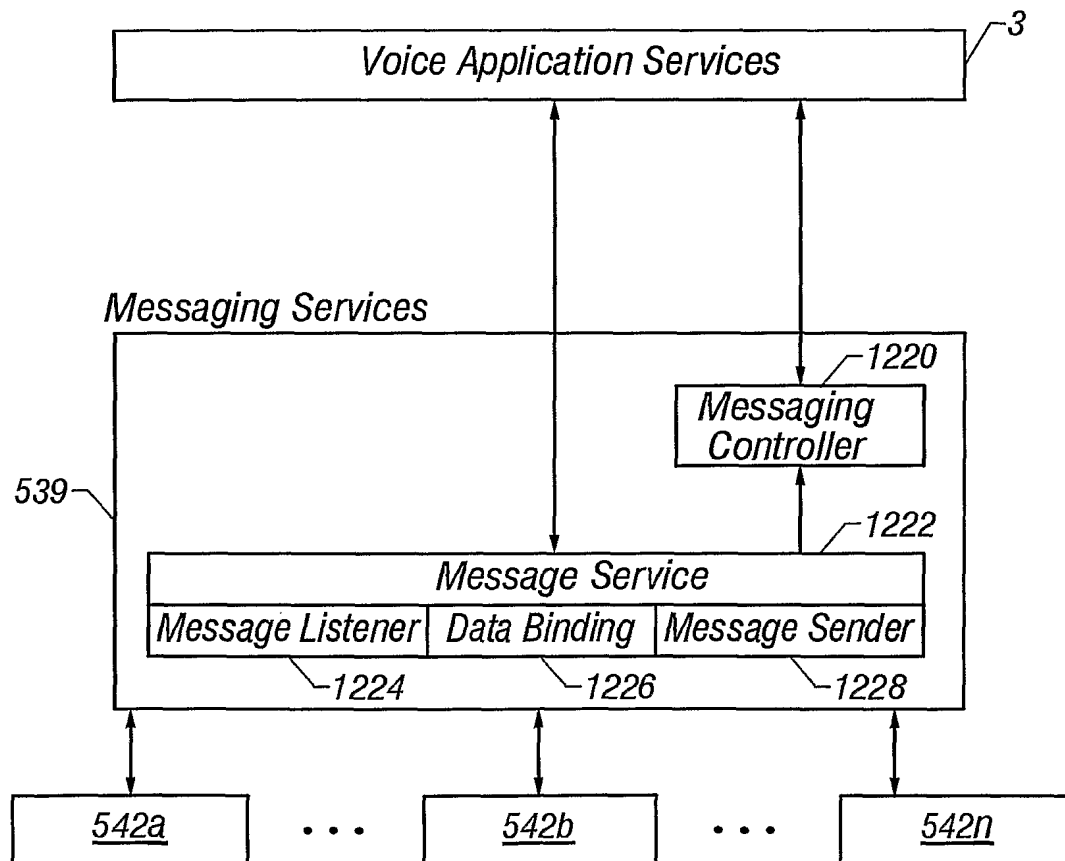 3
Voice Application Services
Messaging Services
1220
Messaging
Controller
539
1222
Message Service
Message Listener Data Binding Message Sender
1224 1226 1228
542a • • • 542b • • • 542n